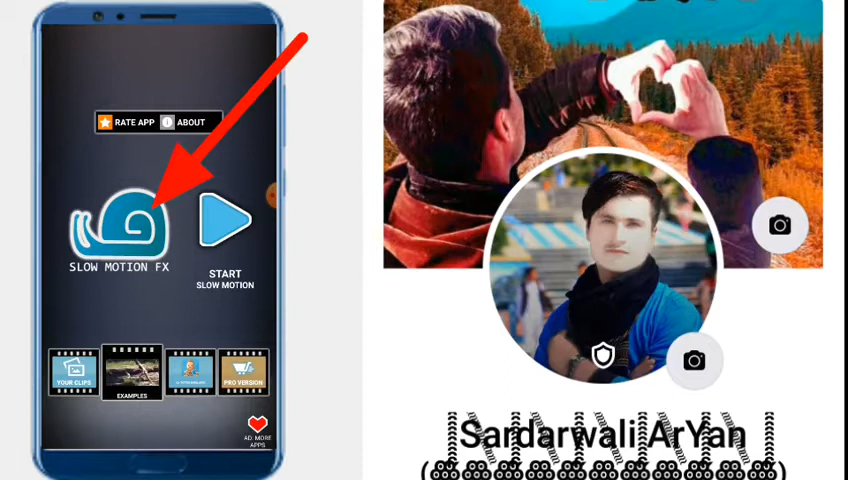 RATE APP ABOUT
SLOW MOTION FX
START
SLOW MOTION
YOUR CLIPS
EXAMPLES
PRO VERSION
AD, MORE
APPS
Sardarwali ArYan